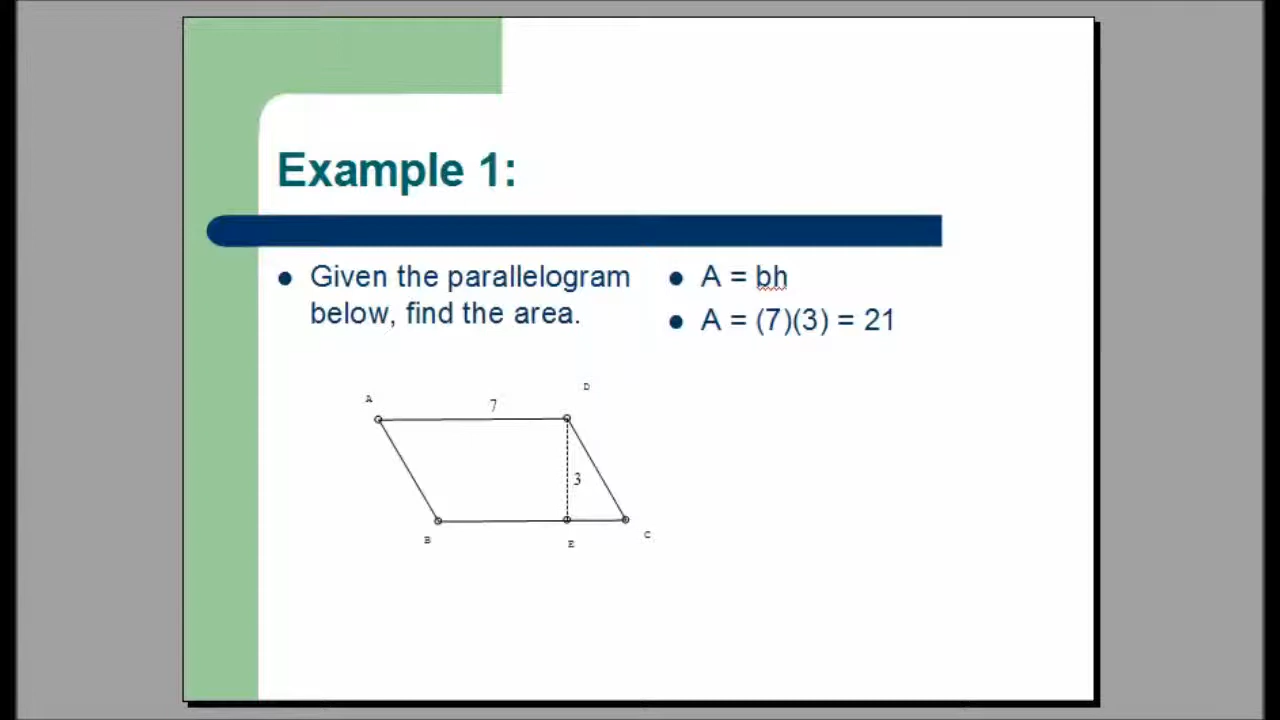 Example 1:
Given the parallelogram
below, find the area.
A = bh
A = (7)(3) = 21
A
7
D
3
B
E
C